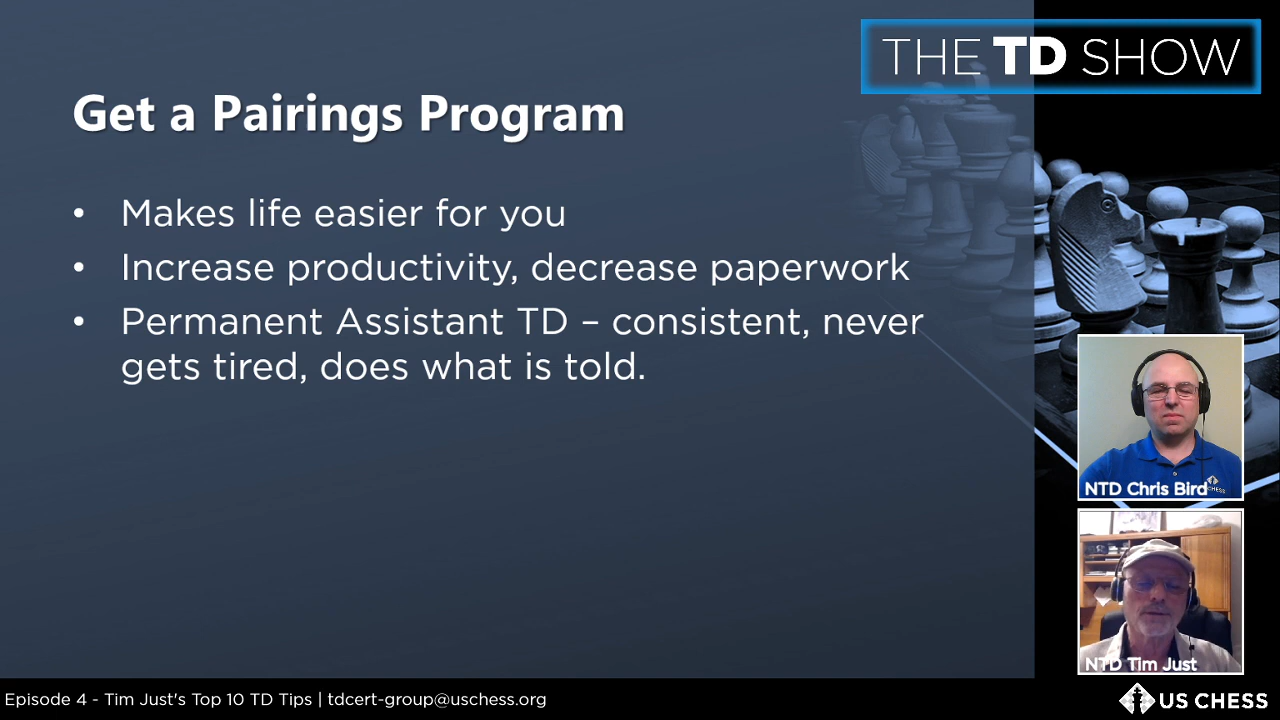 THE TD SHOW
Get a Pairings Program
• Makes life easier for you
• Increase productivity, decrease paperwork
• Permanent Assistant TD – consistent, never
gets tired, does what is told.
NTD Chris Bird
CHESS
NTD Tim Just
Episode 4 - Tim Just's Top 10 TD Tips | tdcert-group@uschess.org
US CHESS